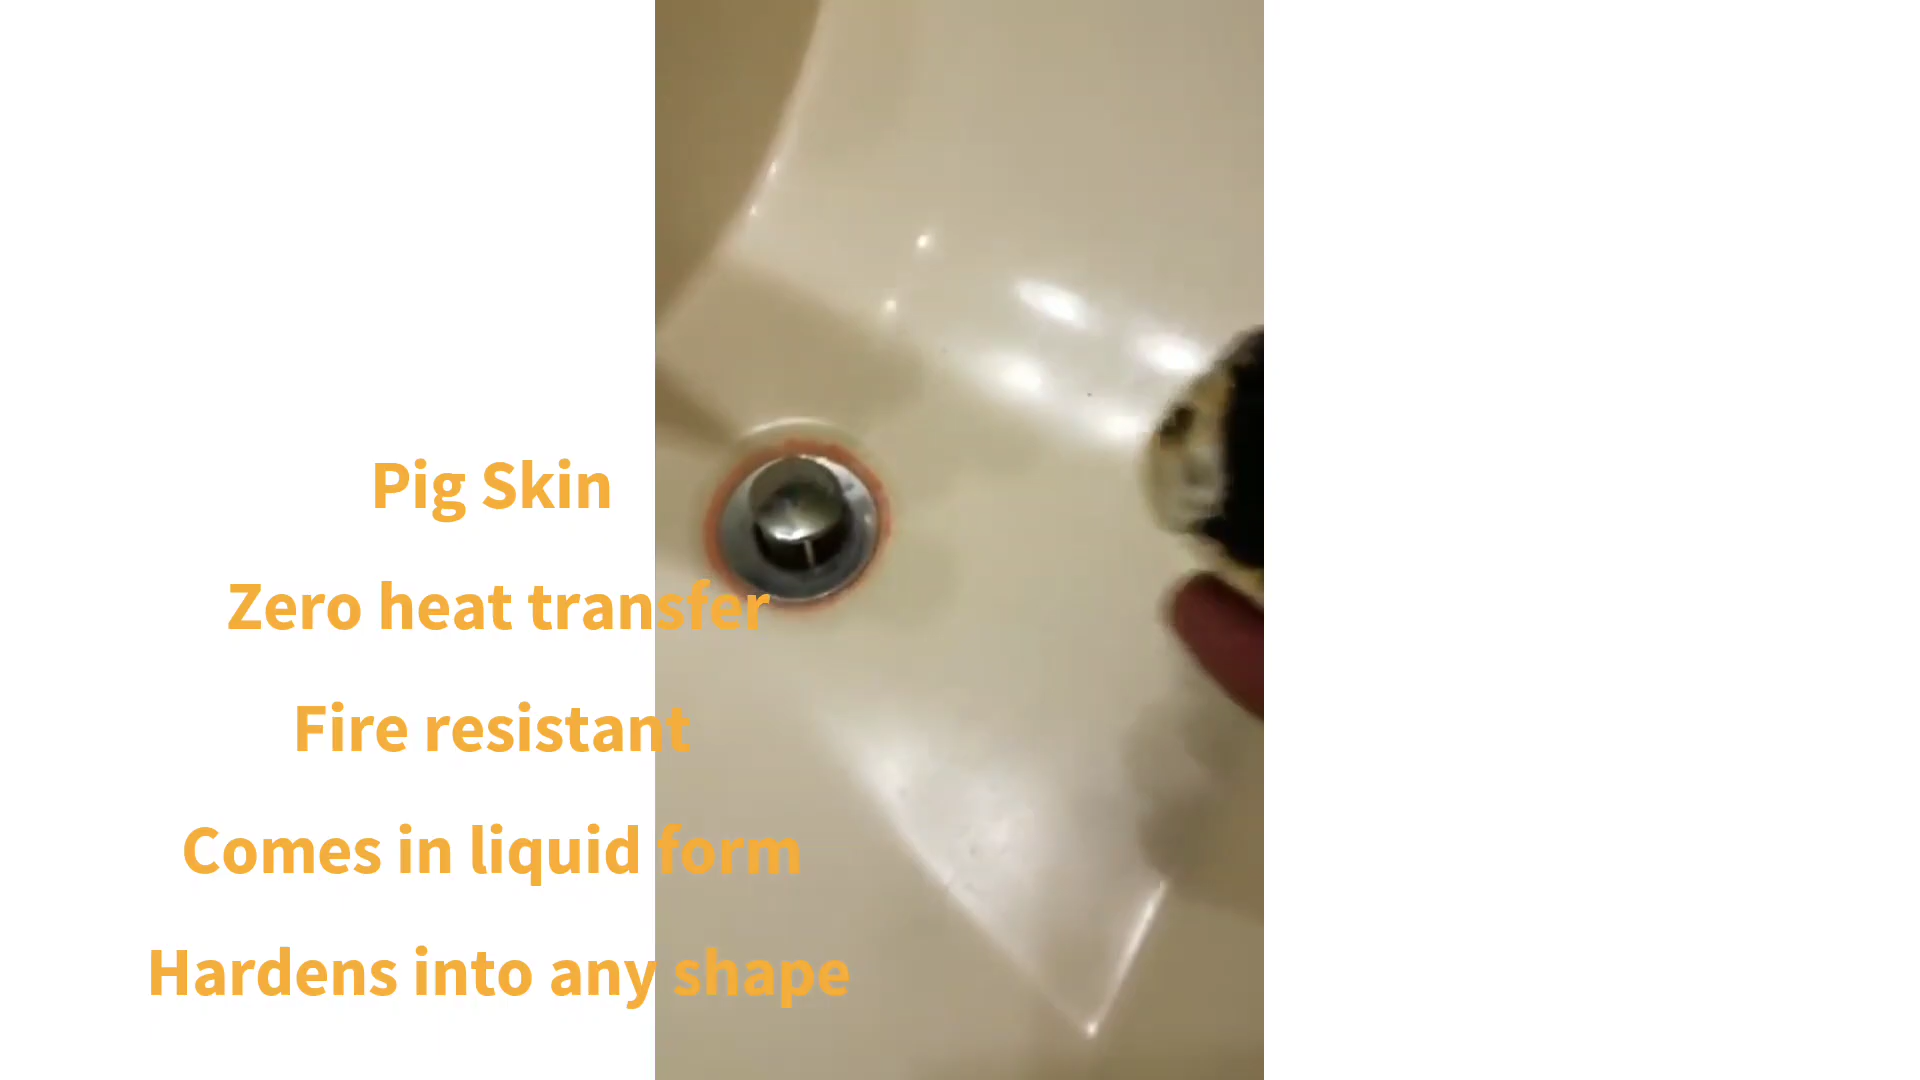 Pig Skin
Zero heat transfer
Fire resistant
Comes in liquid form
Hardens into any shape